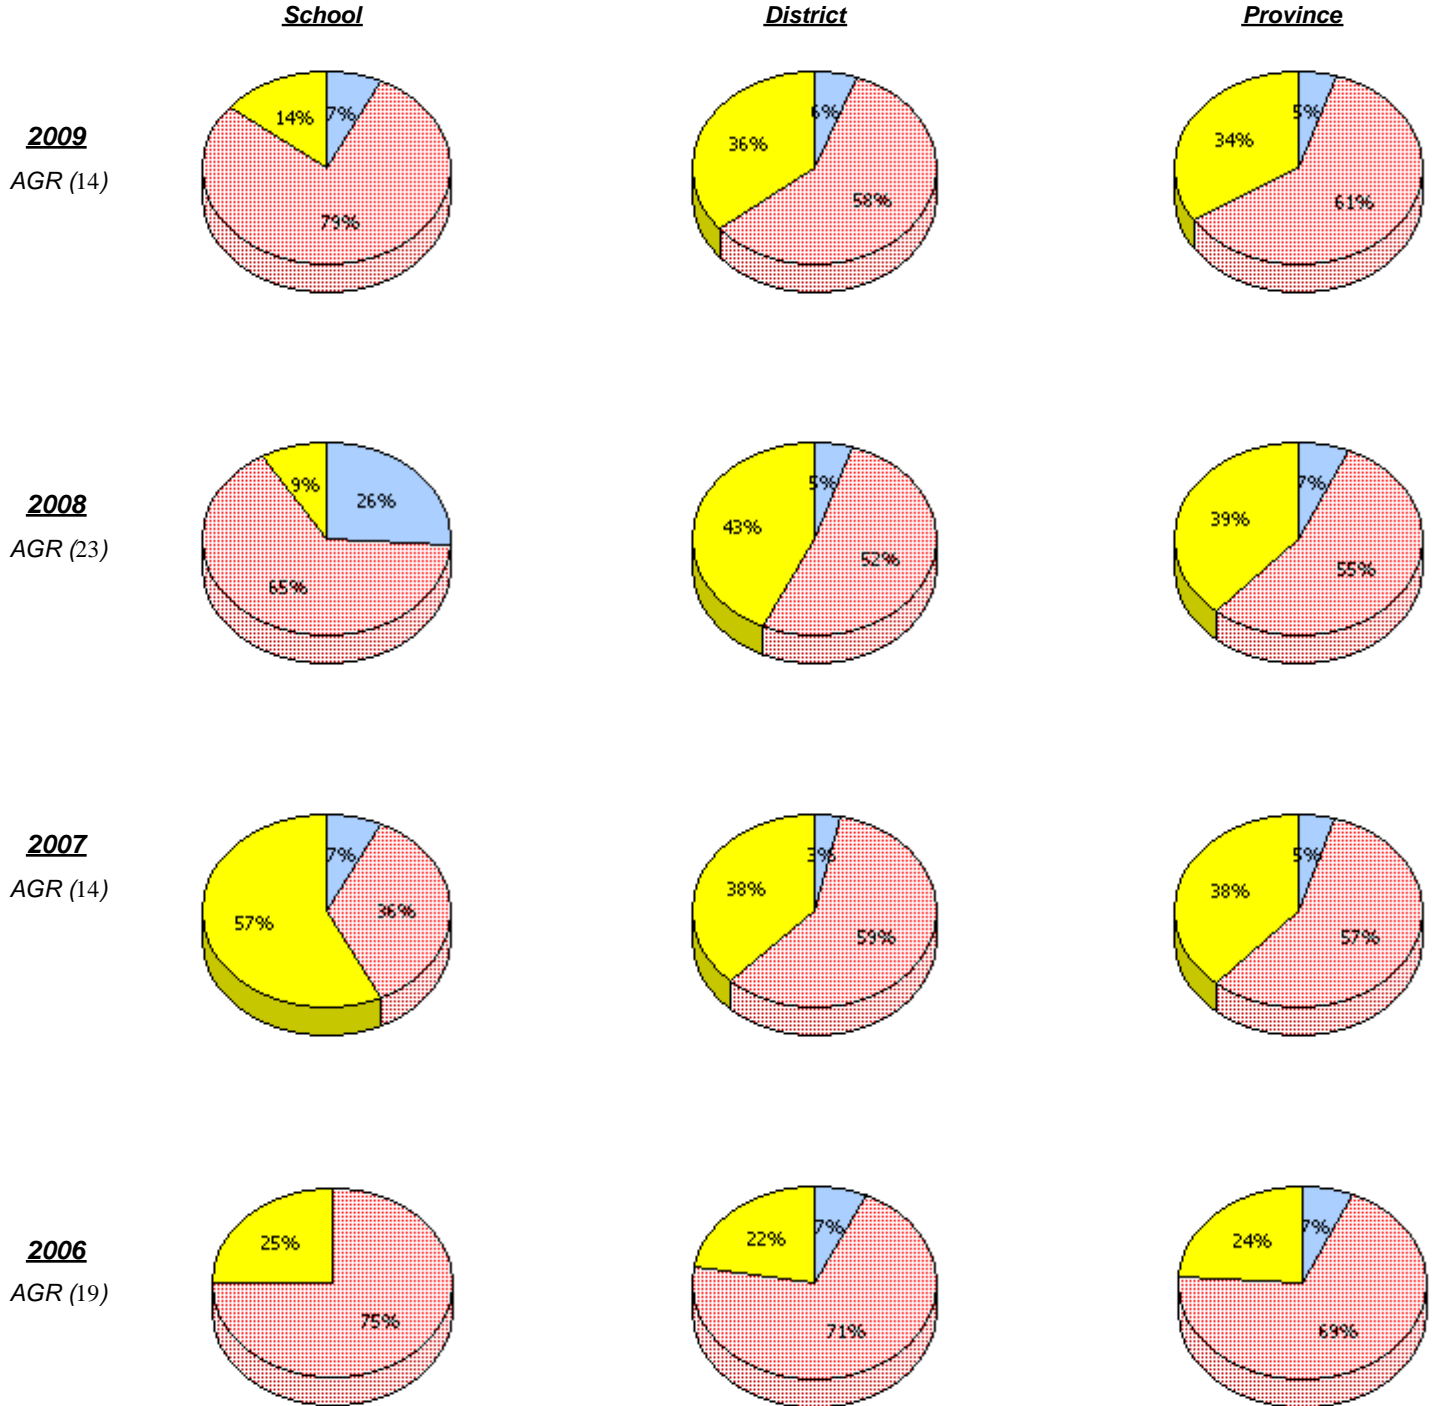 School District Province
2009
AGR (14)
14% 7% 79%
36% 6% 58%
34% 5% 61%
2008
AGR (23)
9% 26% 65%
43% 5% 52%
39% 7% 55%
2007
AGR (14)
57% 7% 36%
38% 3% 59%
38% 5% 57%
2006
AGR (19)
25% 75%
22% 7% 71%
24% 7% 69%